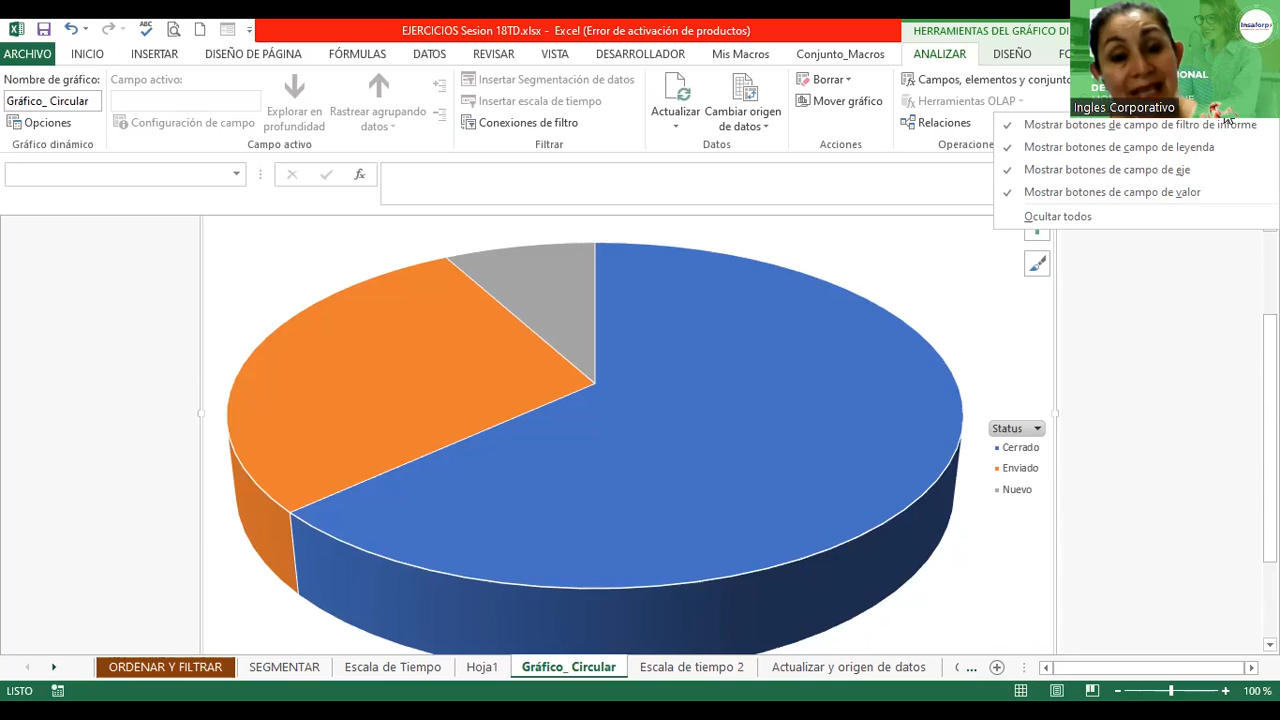 EJERCICIOS Sesion 18TD.xlsx - Excel (Error de activación de productos)
HERRAMIENTAS DEL GRÁFICO DI
ARCHIVO INICIO INSERTAR DISEÑO DE PÁGINA FÓRMULAS DATOS REVISAR VISTA DESARROLLADOR Mis Macros Conjunto_Macros ANALIZAR DISEÑO
Insaforp
Ingles Corporativo
Nombre de gráfico:
Gráfico_ Circular
Opciones
Gráfico dinámico
Campo activo:
Configuración de campo
Explorar en profundidad
Rastrear agrupando datos
Campo activo
Insertar Segmentación de datos
Insertar escala de tiempo
Conexiones de filtro
Filtrar
Actualizar
Cambiar origen de datos
Datos
Borrar
Mover gráfico
Acciones
Campos, elementos y conjunto
Herramientas OLAP
Relaciones
Operacione
Mostrar botones de campo de filtro de informe
Mostrar botones de campo de leyenda
Mostrar botones de campo de eje
Mostrar botones de campo de valor
Ocultar todos
Status
Cerrado
Enviado
Nuevo
ORDENAR Y FILTRAR SEGMENTAR Escala de Tiempo Hoja1 Gráfico_ Circular Escala de tiempo 2 Actualizar y origen de datos ...
LISTO
100 %